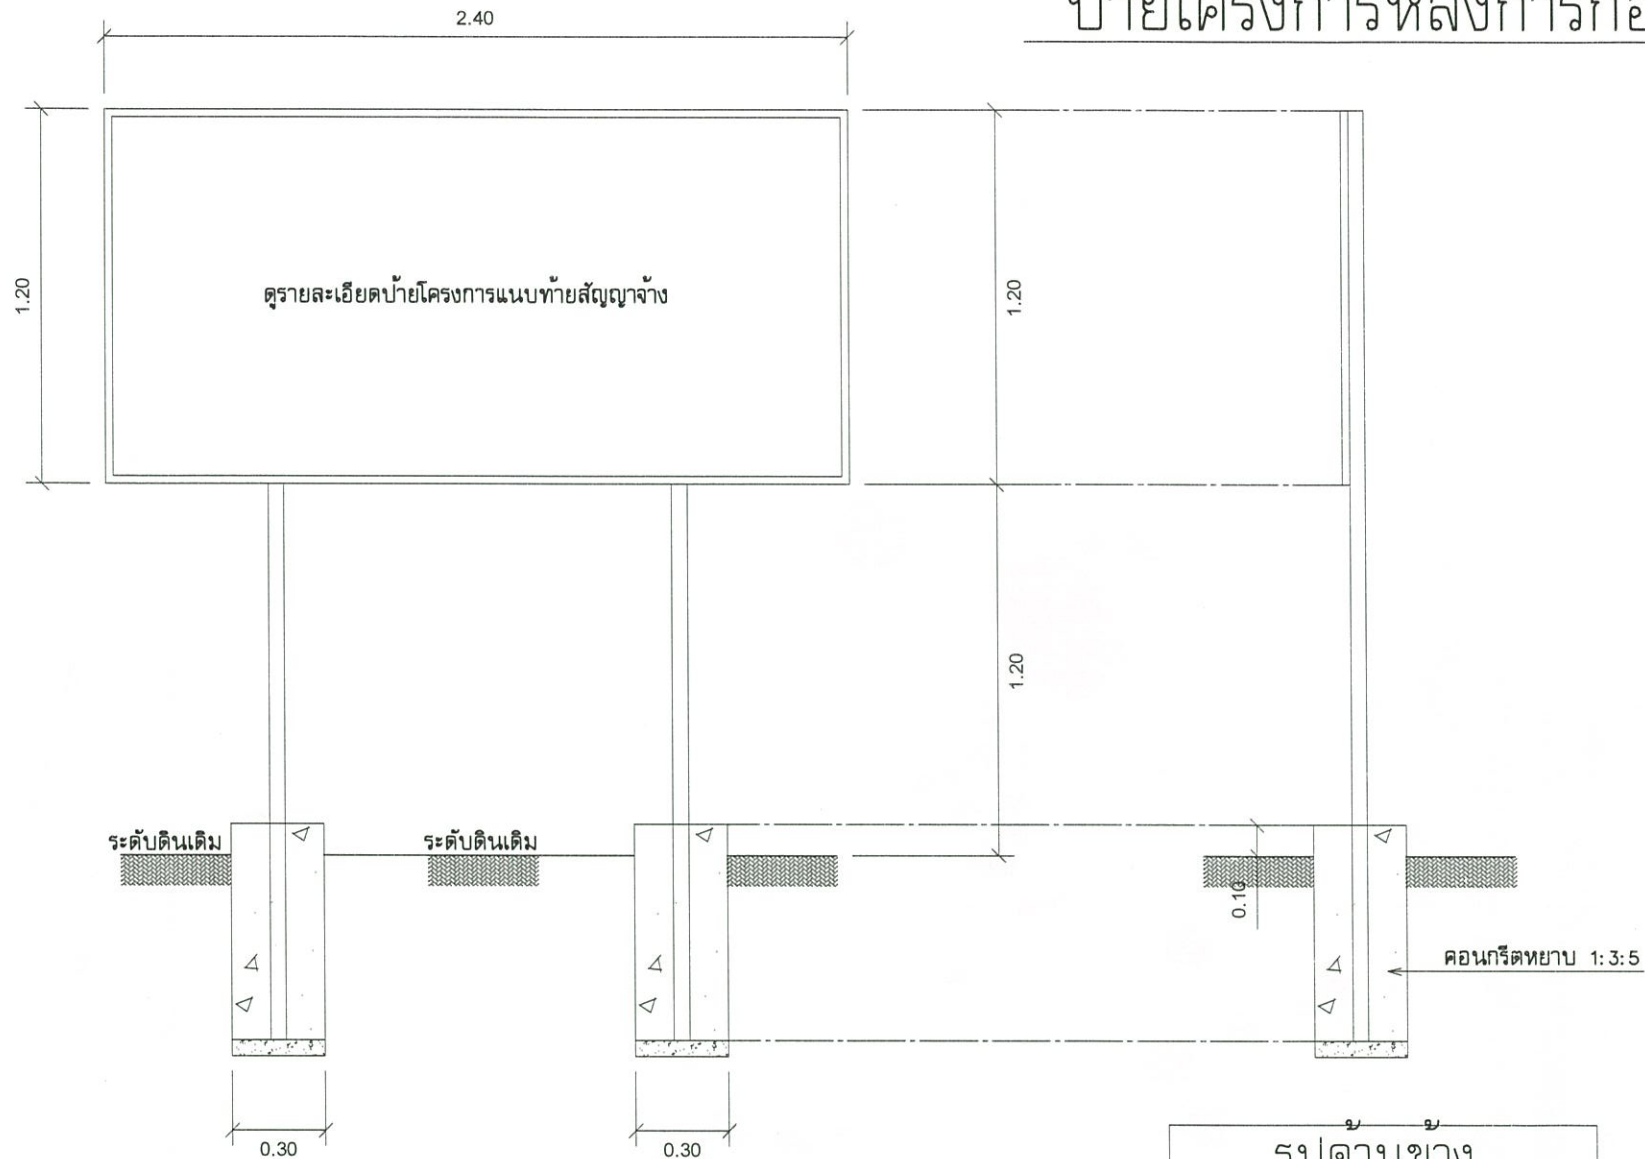 2.40
ป้ายโครงการหลังการก่อ
1.20
ดูรายละเอียดป้ายโครงการแนบท้ายสัญญาจ้าง
1.20
1.20
ระดับดินเดิม
ระดับดินเดิม
0.10
คอนกรีตหยาบ 1:3:5
0.30
0.30
รูปด้านข้าง